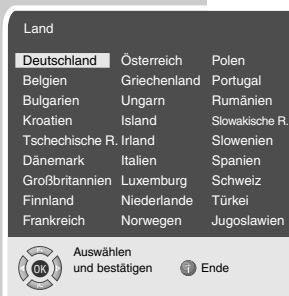 Land
Deutschland Österreich Polen
Belgien Griechenland Portugal
Bulgarien Ungarn Rumänien
Kroatien Island Slowakische R.
Tschechische R. Irland Slowenien
Dänemark Italien Spanien
Großbritannien Luxemburg Schweiz
Finnland Niederlande Türkei
Frankreich Norwegen Jugoslawien
Auswählen
OK und bestätigen i Ende